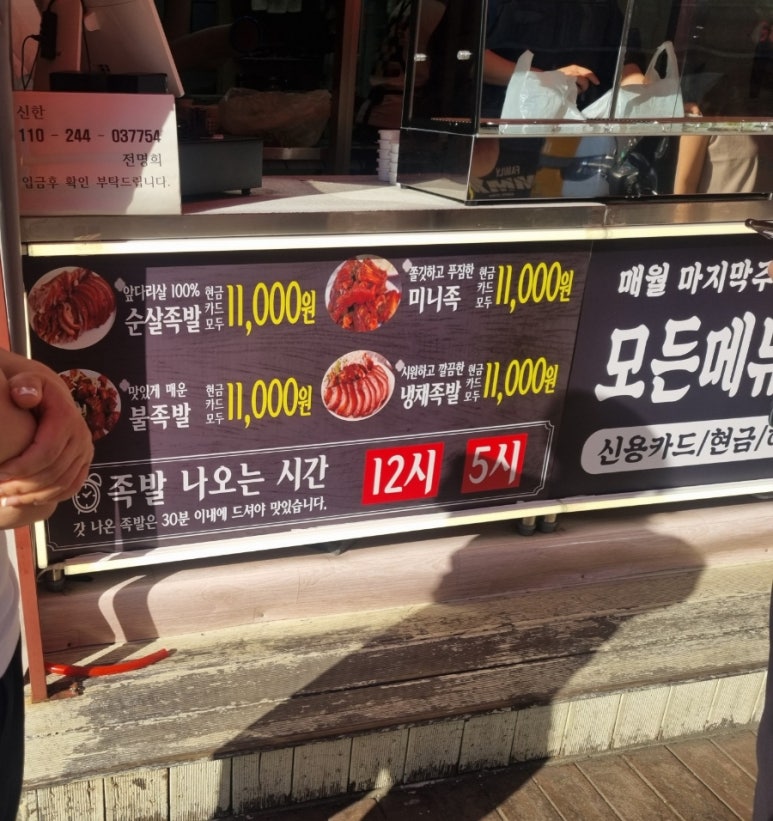 신한
110 - 244 - 037754
전명희
입금후 확인 부탁드립니다.
앞다리살 100%
순살족발
현금
카드
모두
11,000원
쫄깃하고 푸짐한
미니족
현금
카드
모두
11,000원
맛있게 매운
불족발
현금
카드
모두
11,000원
시원하고 깔끔한
냉채족발
현금
카드
모두
11,000원
족발 나오는 시간
12시
5시
갓 나온 족발은 30분 이내에 드셔야 맛있습니다.
매월 마지막주
모든메뉴
신용카드/현금/